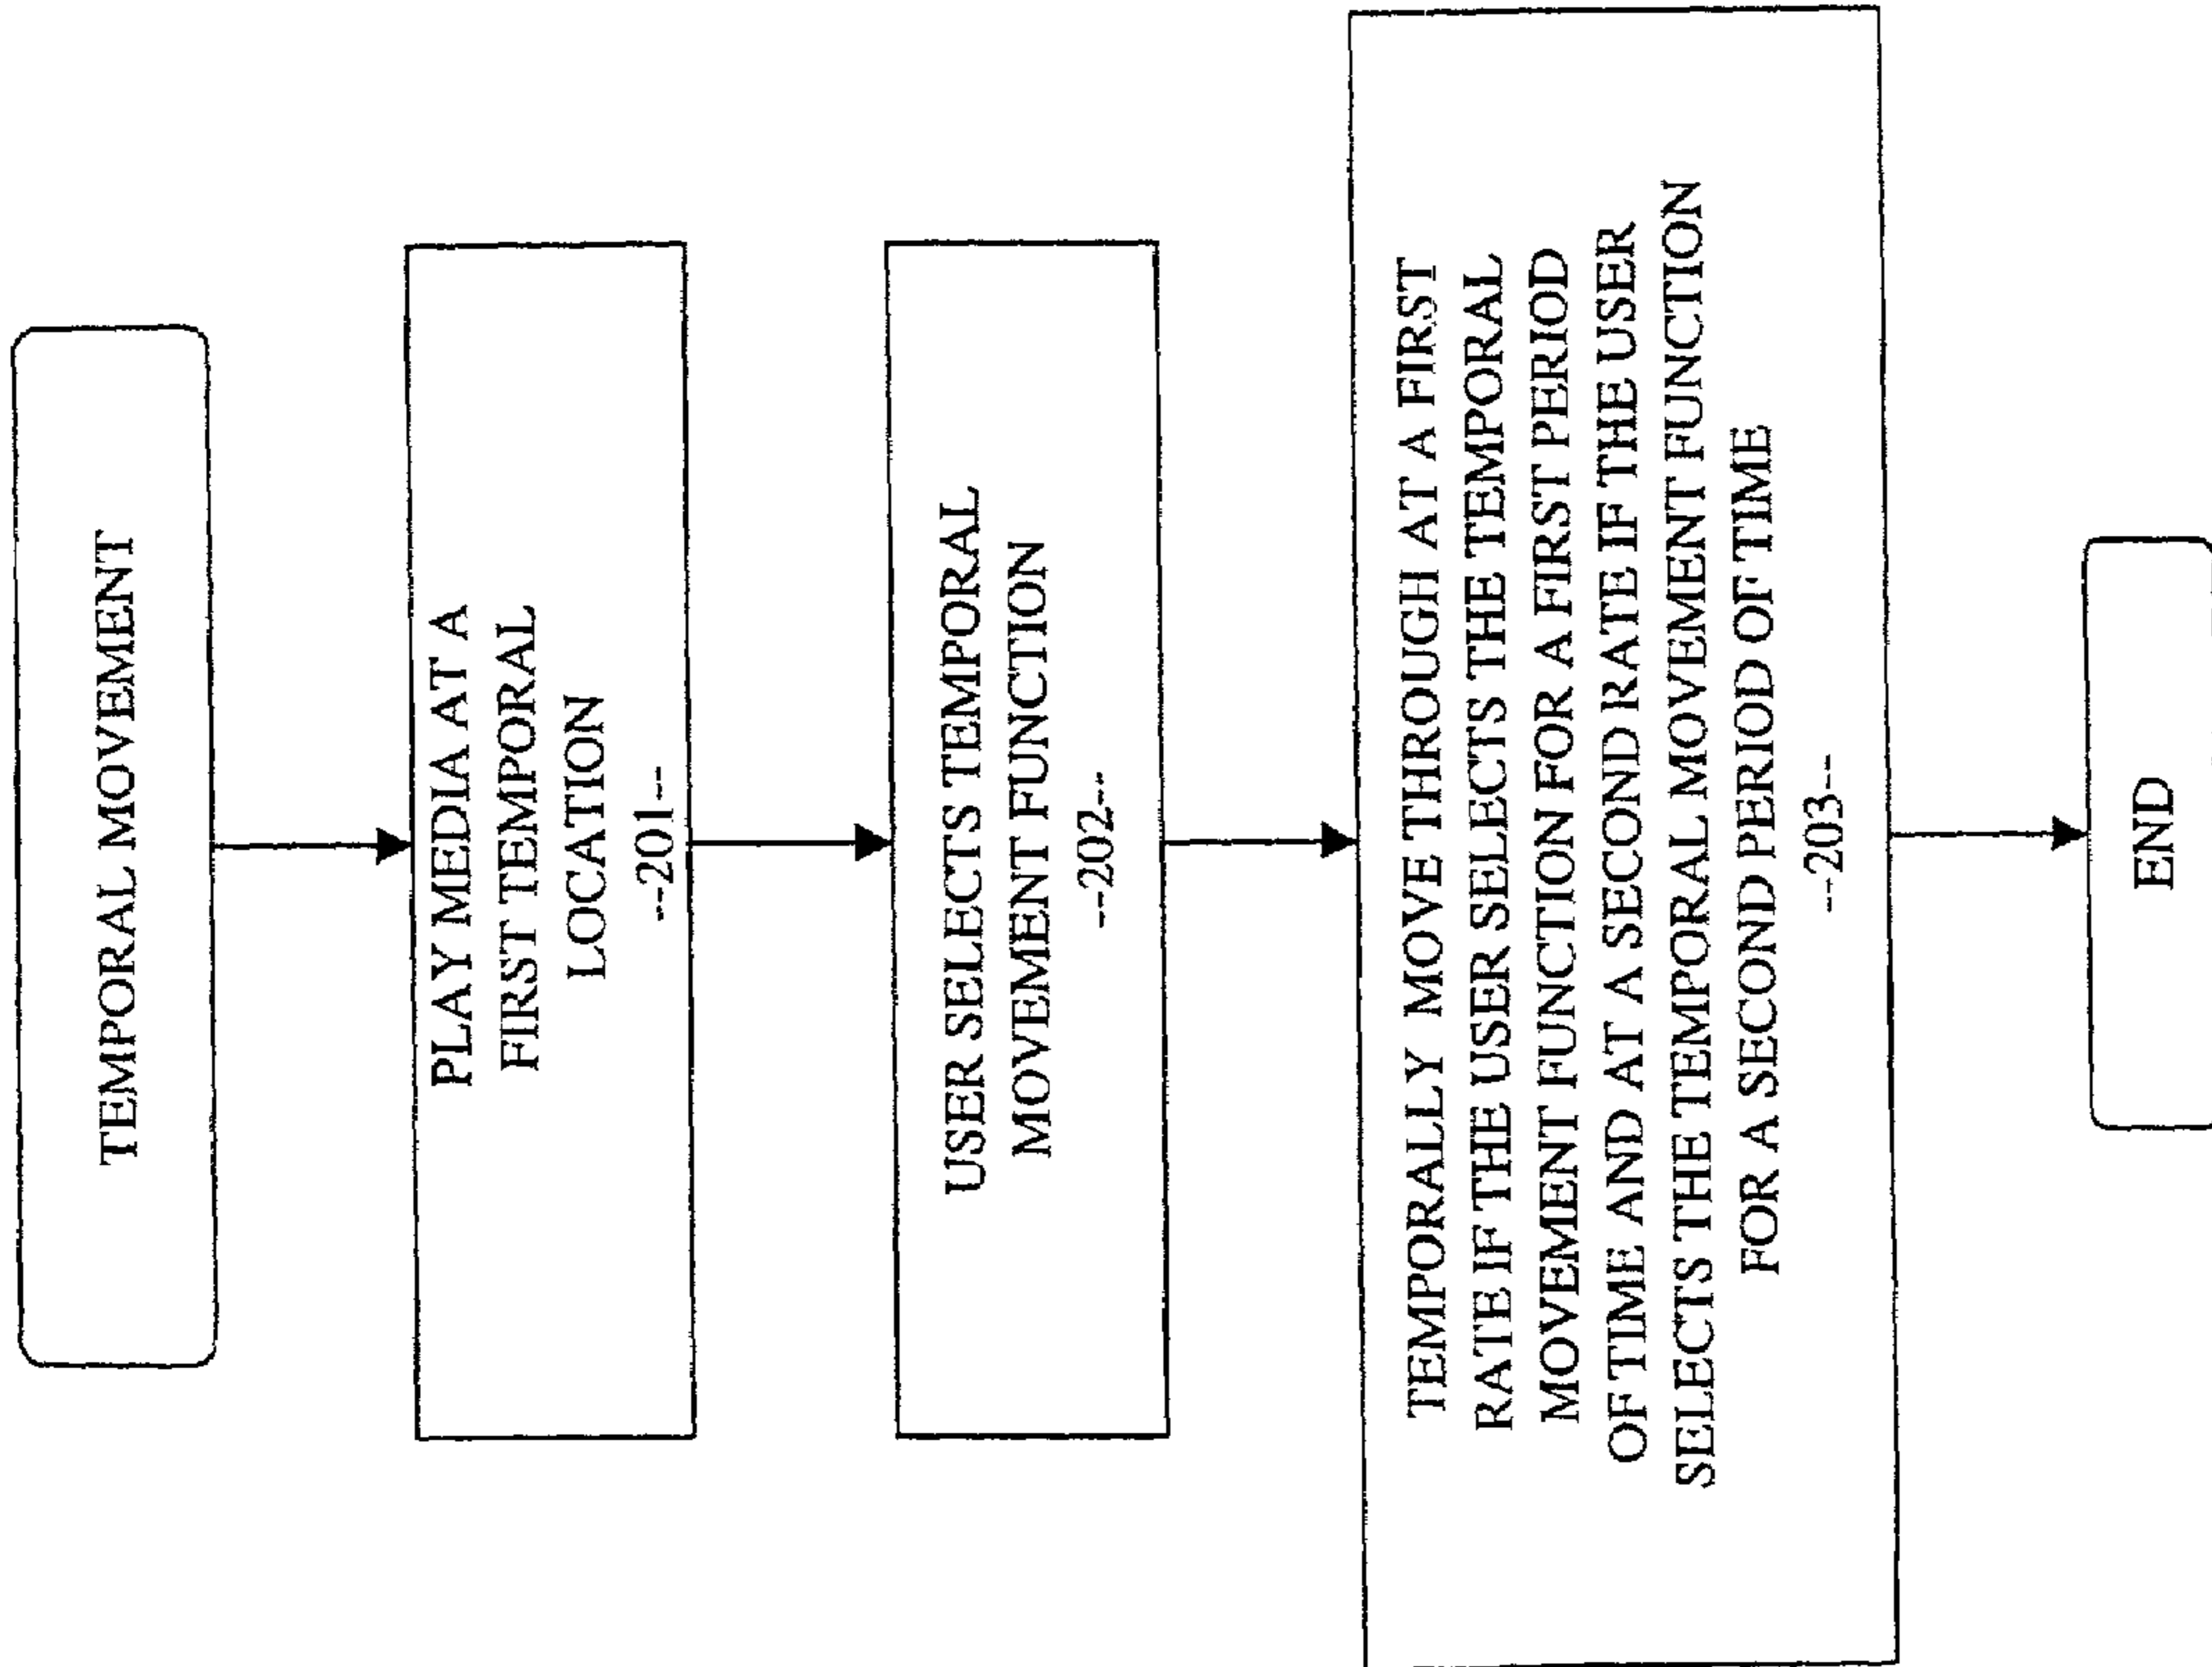 TEMPORAL MOVEMENT
PLAY MEDIA AT A
FIRST TEMPORAL
LOCATION
--201--
USER SELECTS TEMPORAL
MOVEMENT FUNCTION
--202--
TEMPORALLY MOVE THROUGH AT A FIRST
RATE IF THE USER SELECTS THE TEMPORAL
MOVEMENT FUNCTION FOR A FIRST PERIOD
OF TIME AND AT A SECOND RATE IF THE USER
SELECTS THE TEMPORAL MOVEMENT FUNCTION
FOR A SECOND PERIOD OF TIME
--203--
END